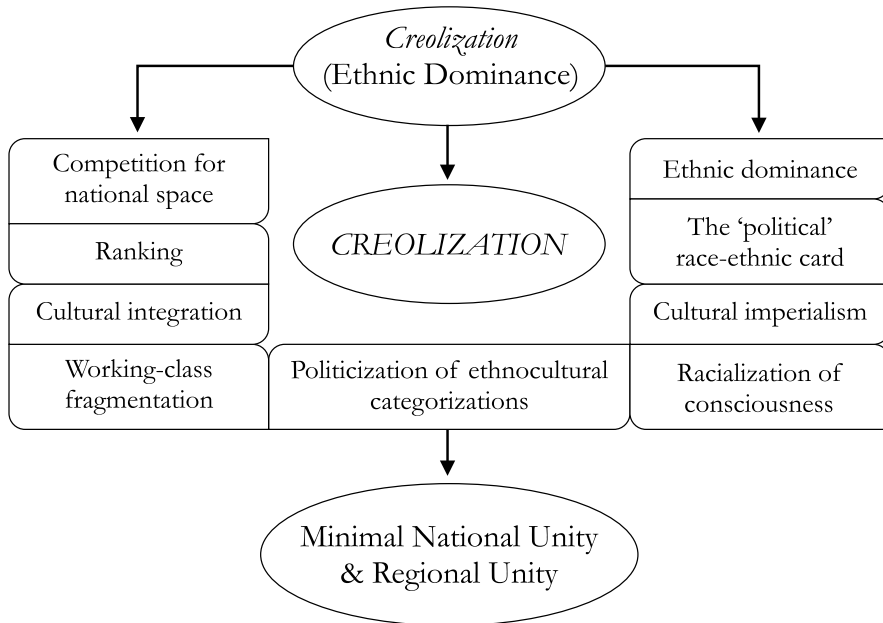 Creolization
(Ethnic Dominance)
Competition for
national space
Ranking
Cultural integration
Working-class
fragmentation
CREOLIZATION
Politicization of ethnocultural
categorizations
Ethnic dominance
The ‘political’
race-ethnic card
Cultural imperialism
Racialization of
consciousness
Minimal National Unity
& Regional Unity